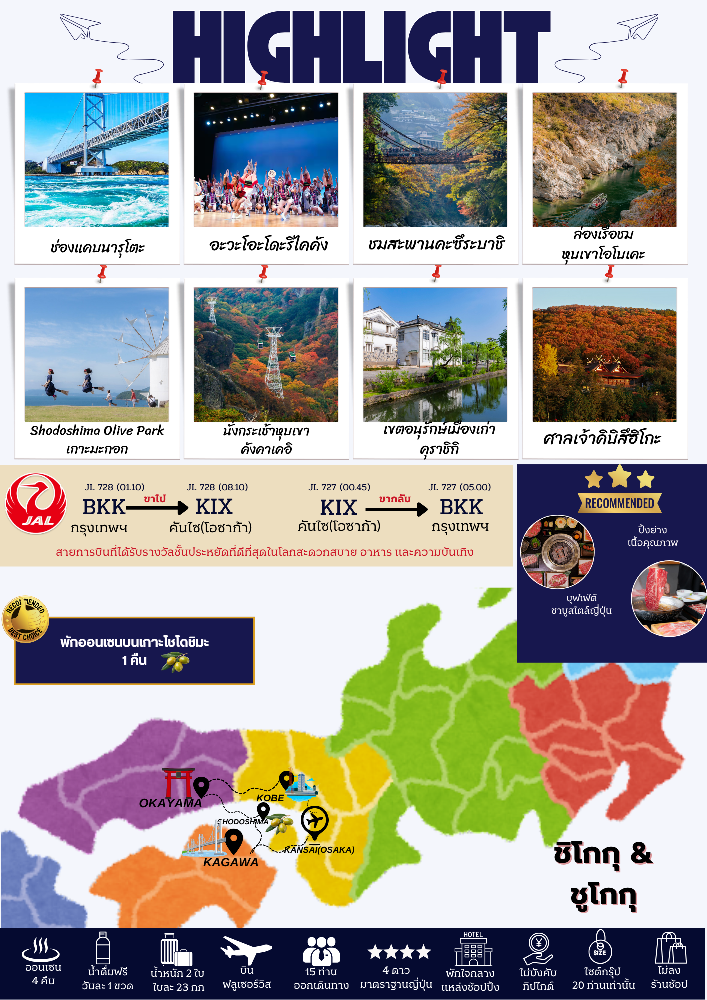 HIGHLIGHT
ช่องแคบนารุโตะ
อะวะโอะโดะริไคคัง
ชมสะพานคะซึระบาชิ
ล่องเรือชม
หุบเขาโอโบเคะ
Shodoshima Olive Park
เกาะมะกอก
นั่งกระเช้าหุบเขา
คังคาเคอิ
เขตอนุรักษ์เมืองเก่า
คุราชิกิ
ศาลเจ้าคิบิสึฮิโกะ
JAL
JL 728 (01.10)
BKK
กรุงเทพฯ
ขาไป
JL 728 (08.10)
KIX
คันไซ(โอซาก้า)
JL 727 (00.45)
KIX
คันไซ(โอซาก้า)
ขากลับ
JL 727 (05.00)
BKK
กรุงเทพฯ
สายการบินที่ได้รับรางวัลชั้นประหยัดที่ดีที่สุดในโลกสะดวกสบาย อาหาร และความบันเทิง
RECOMMENDED
ปิ้งย่าง
เนื้อคุณภาพ
บุฟเฟ่ต์
ชาบูสไตล์ญี่ปุ่น
RECOMMENDED
BEST CHOICE
พักออนเซนบนเกาะโชโดชิมะ
1 คืน
OKAYAMA
KOBE
SHODOSHIMA
KANSAI(OSAKA)
KAGAWA
ชิโกกุ &
ชูโกกุ
ออนเซน
4 คืน
น้ำดื่มฟรี
วันละ 1 ขวด
น้ำหนัก 2 ใบ
ใบละ 23 กก
บิน
ฟลูเซอร์วิส
15 ท่าน
ออกเดินทาง
4 ดาว
มาตราฐานญี่ปุ่น
HOTEL
พักใจกลาง
แหล่งช้อปปิ้ง
ไม่บังคับ
ทิปไกด์
SIZE
ไซต์กรุ๊ป
20 ท่านเท่านั้น
ไม่ลง
ร้านช้อป